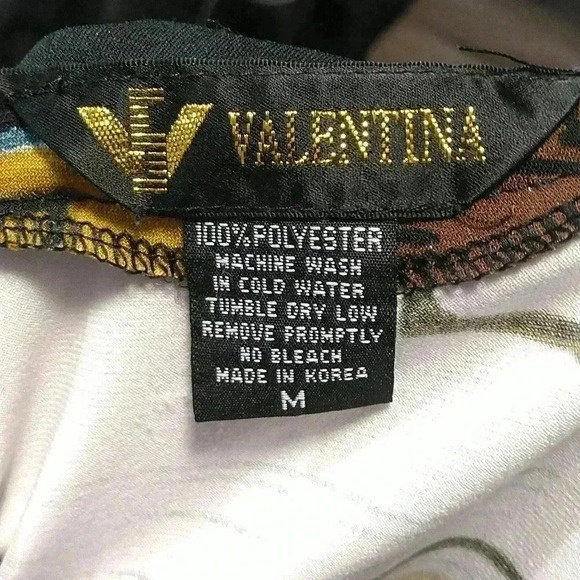 VALENTINA
100% POLYESTER
MACHINE WASH
IN COLD WATER
TUMBLE DRY LOW
REMOVE PROMPTLY
NO BLEACH
MADE IN KOREA
M